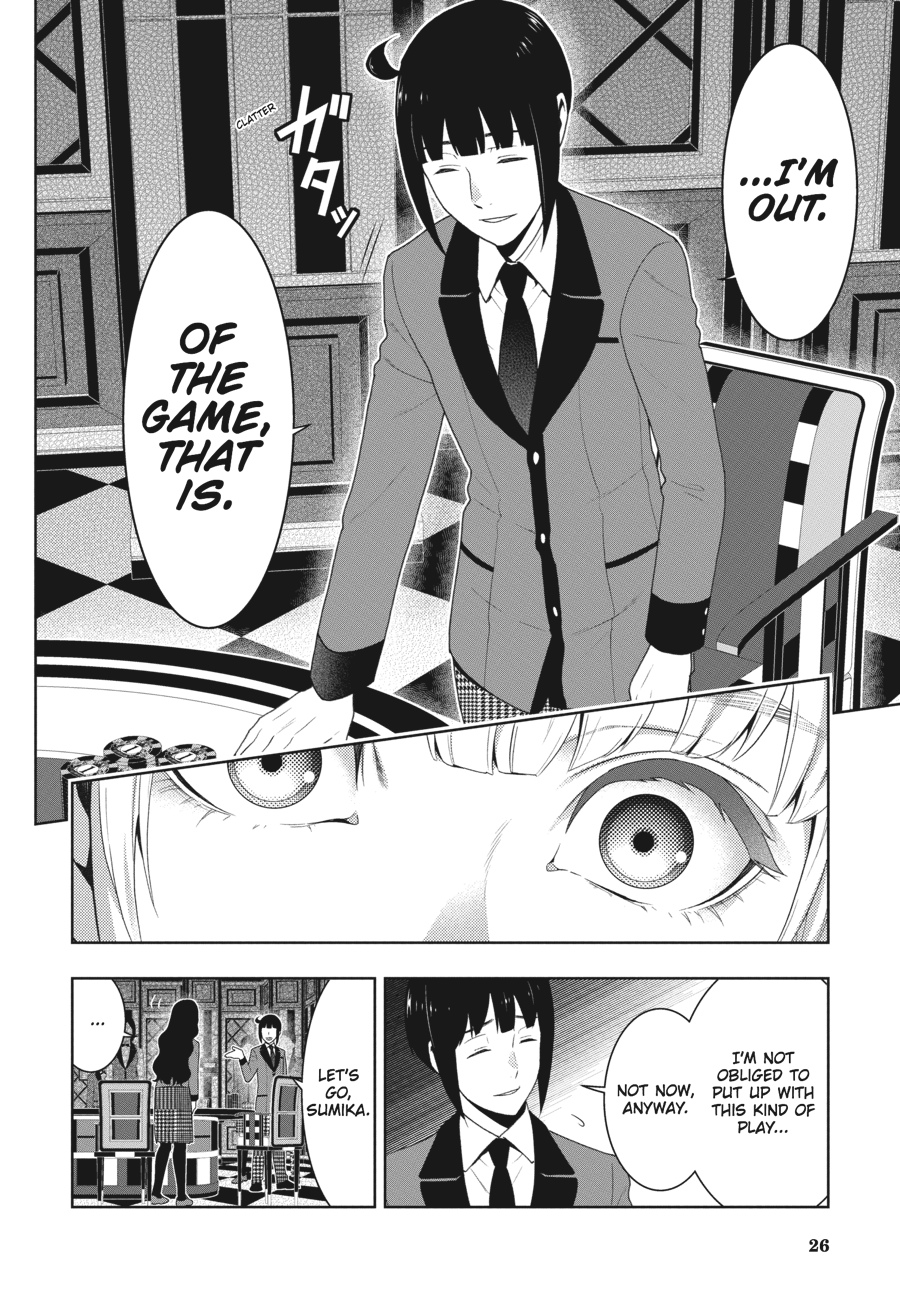 ...I'M
OUT.
CLATTER
ガタッ
OF
THE
GAME,
THAT
IS.
I'M NOT
OBLIGED TO
PUT UP WITH
THIS KIND OF
PLAY...
NOT NOW,
ANYWAY.
LET'S
GO,
SUMIKA.
...
26